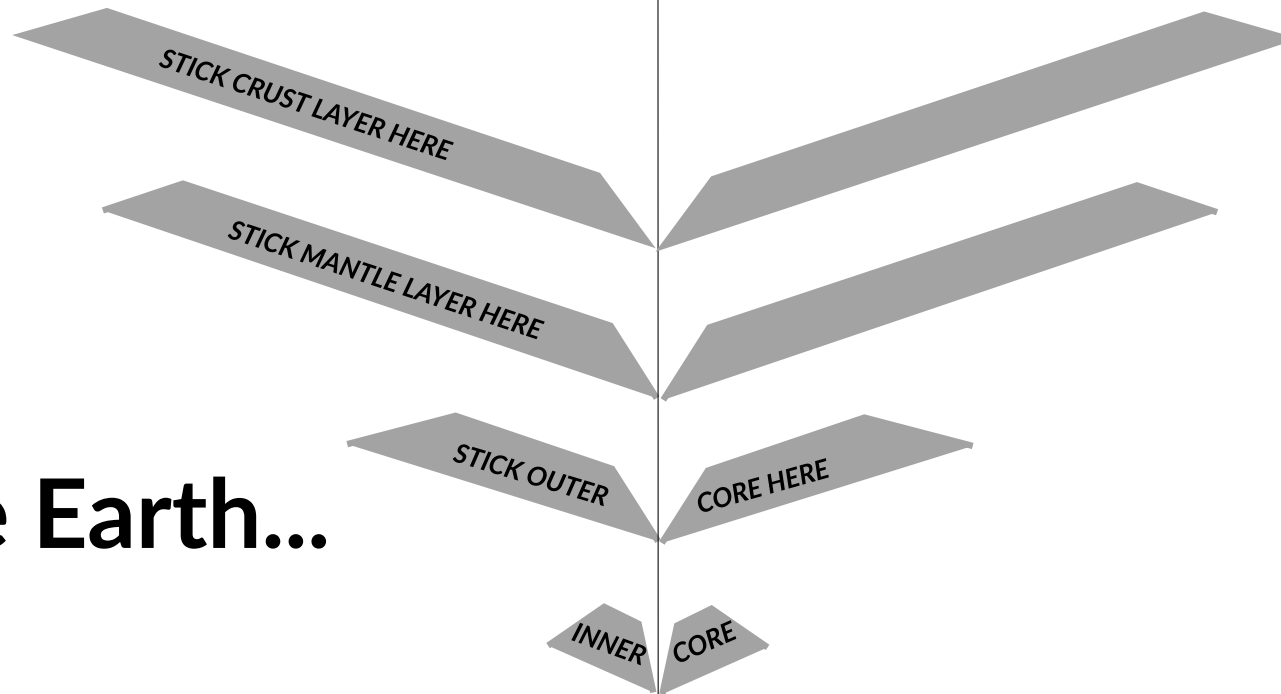 STICK CRUST LAYER HERE
STICK MANTLE LAYER HERE
STICK OUTER CORE HERE
Earth...
INNER CORE